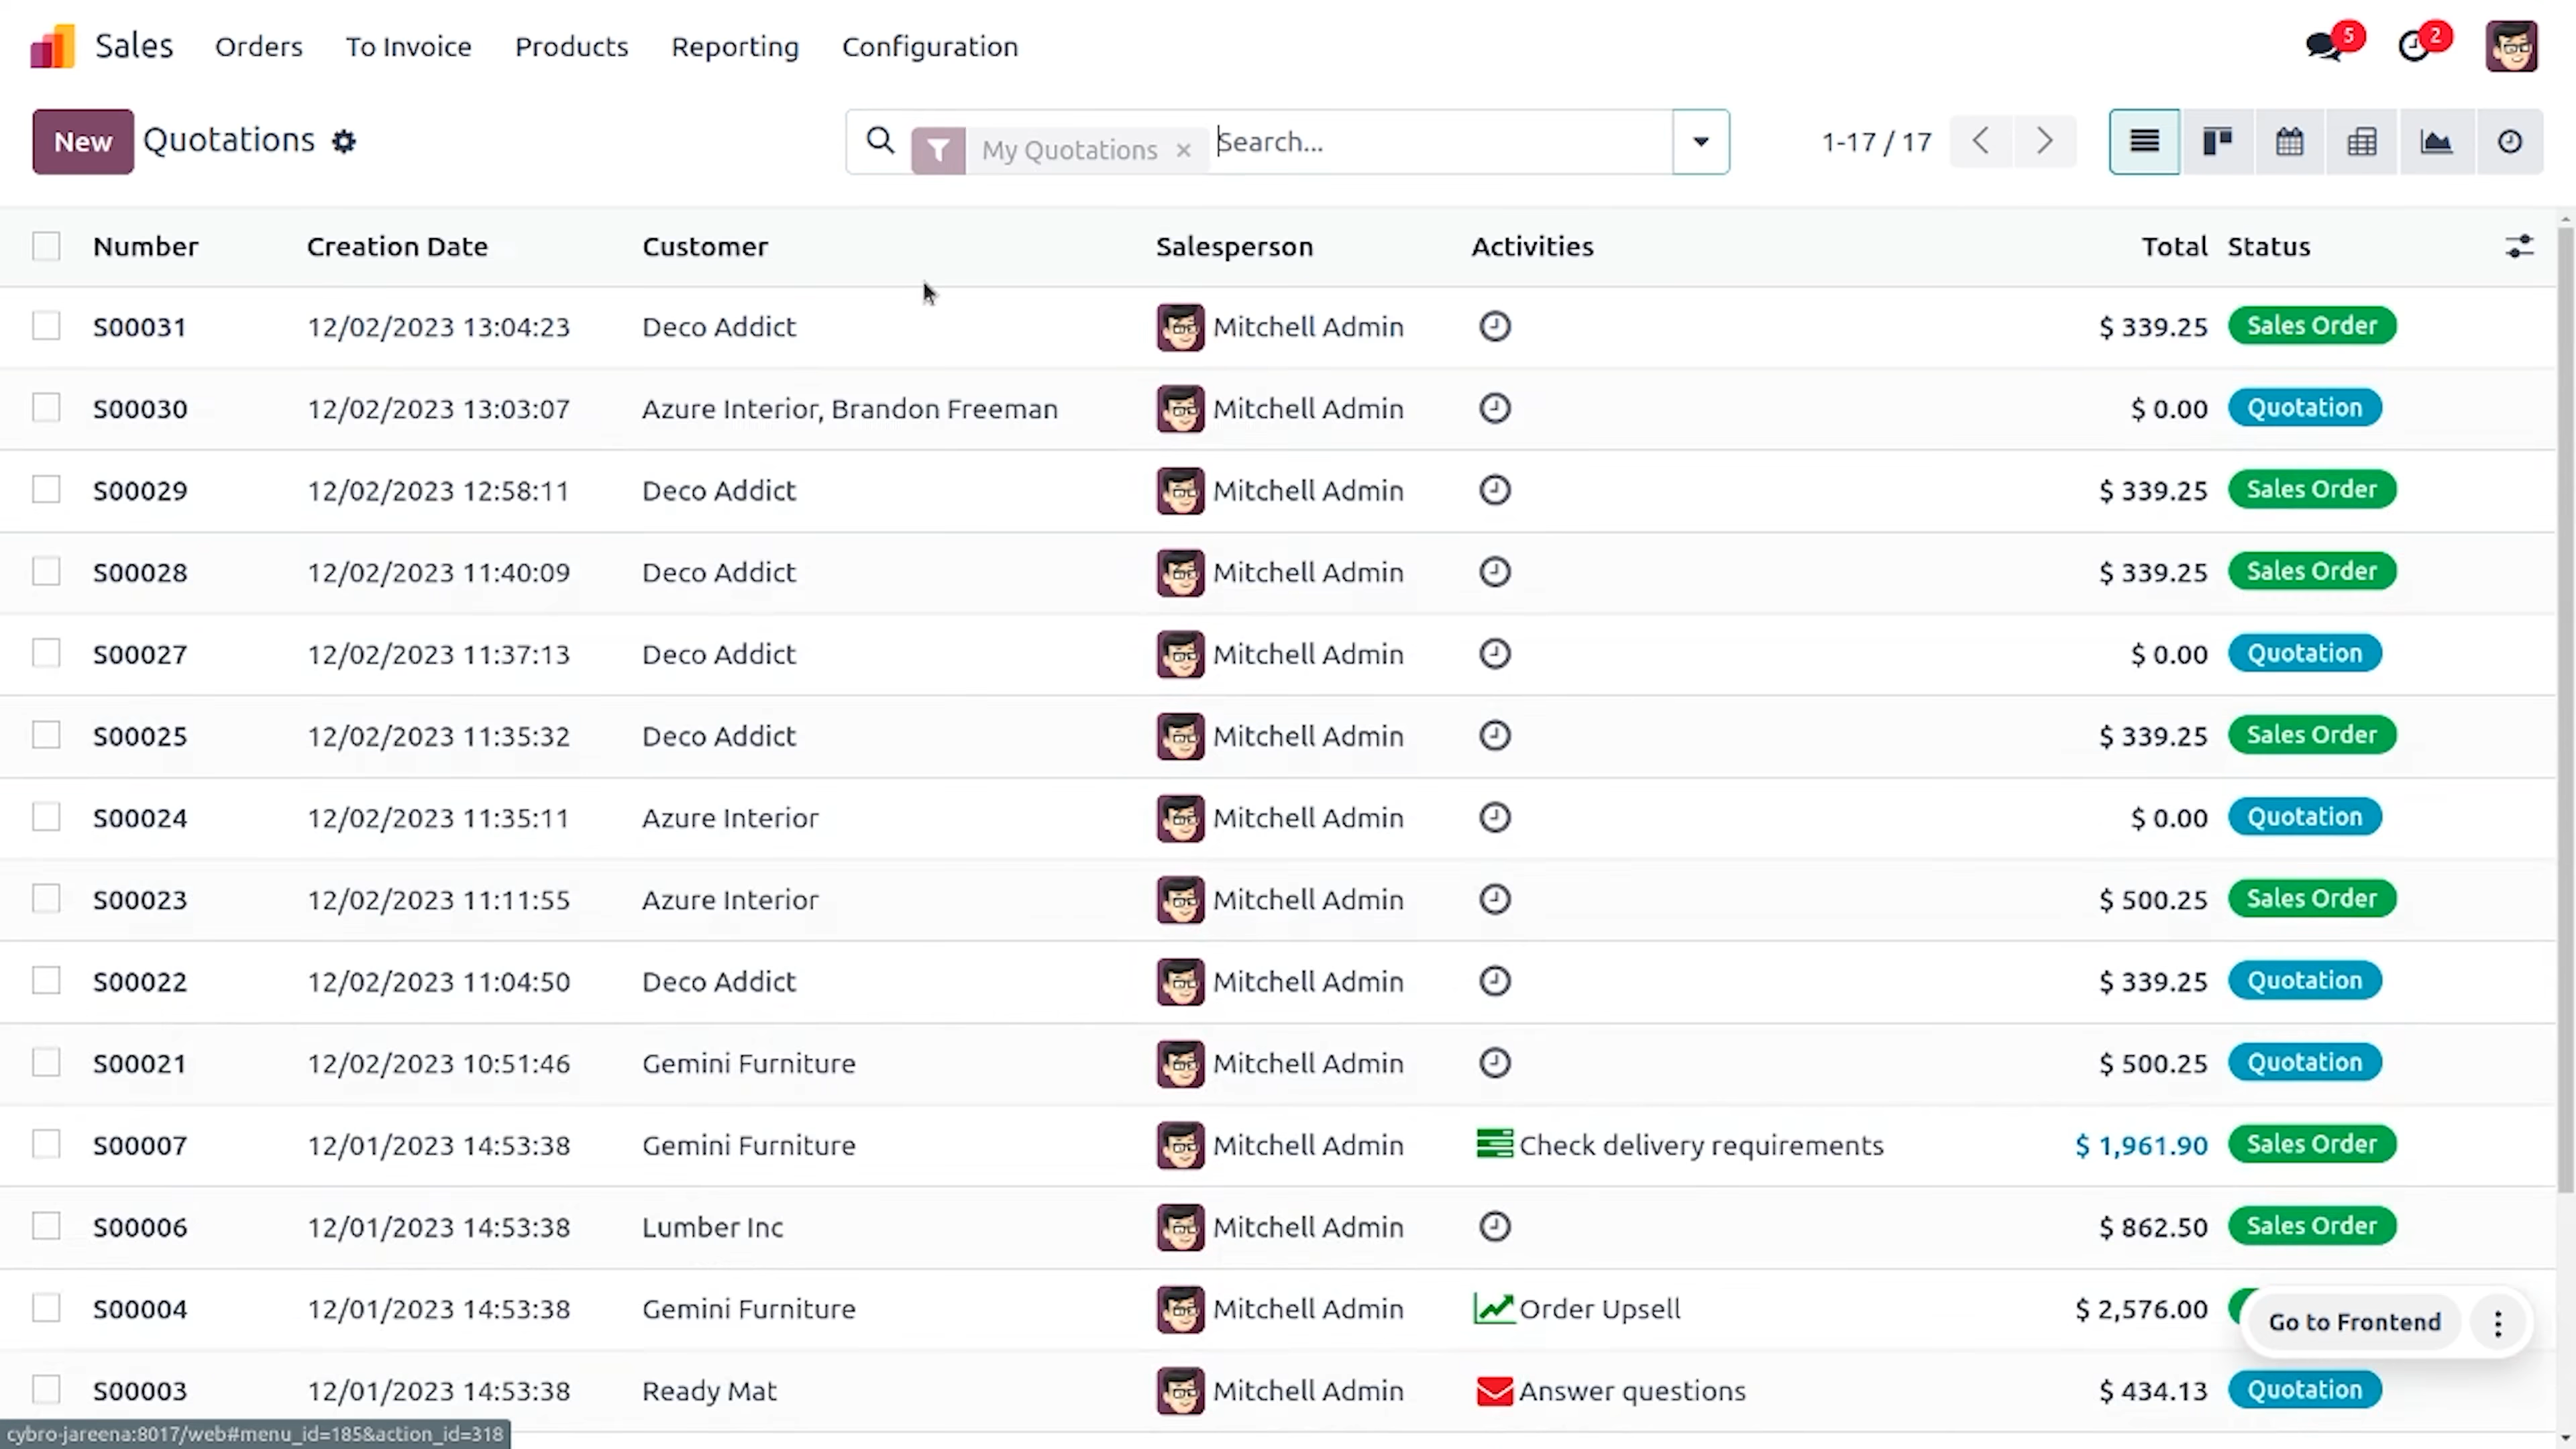 Sales Orders To Invoice Products Reporting Configuration 5 2
New Quotations My Quotations × Search... 1-17 / 17
Number Creation Date Customer Salesperson Activities Total Status
S00031 12/02/2023 13:04:23 Deco Addict Mitchell Admin $ 339.25 Sales Order
S00030 12/02/2023 13:03:07 Azure Interior, Brandon Freeman Mitchell Admin $ 0.00 Quotation
S00029 12/02/2023 12:58:11 Deco Addict Mitchell Admin $ 339.25 Sales Order
S00028 12/02/2023 11:40:09 Deco Addict Mitchell Admin $ 339.25 Sales Order
S00027 12/02/2023 11:37:13 Deco Addict Mitchell Admin $ 0.00 Quotation
S00025 12/02/2023 11:35:32 Deco Addict Mitchell Admin $ 339.25 Sales Order
S00024 12/02/2023 11:35:11 Azure Interior Mitchell Admin $ 0.00 Quotation
S00023 12/02/2023 11:11:55 Azure Interior Mitchell Admin $ 500.25 Sales Order
S00022 12/02/2023 11:04:50 Deco Addict Mitchell Admin $ 339.25 Quotation
S00021 12/02/2023 10:51:46 Gemini Furniture Mitchell Admin $ 500.25 Quotation
S00007 12/01/2023 14:53:38 Gemini Furniture Mitchell Admin Check delivery requirements $ 1,961.90 Sales Order
S00006 12/01/2023 14:53:38 Lumber Inc Mitchell Admin $ 862.50 Sales Order
S00004 12/01/2023 14:53:38 Gemini Furniture Mitchell Admin Order Upsell $ 2,576.00
Go to Frontend
S00003 12/01/2023 14:53:38 Ready Mat Mitchell Admin Answer questions $ 434.13 Quotation
cybro-jareena:8017/web#menu_id=185&action_id=318